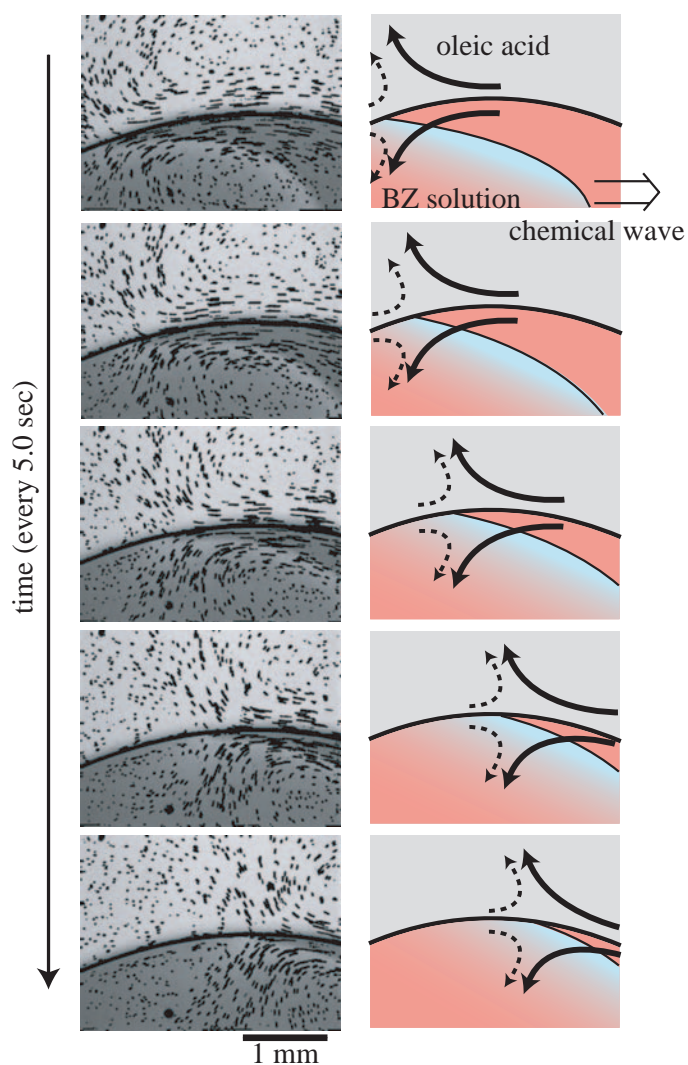 oleic acid
BZ solution
chemical wave
time (every 5.0 sec)
1 mm